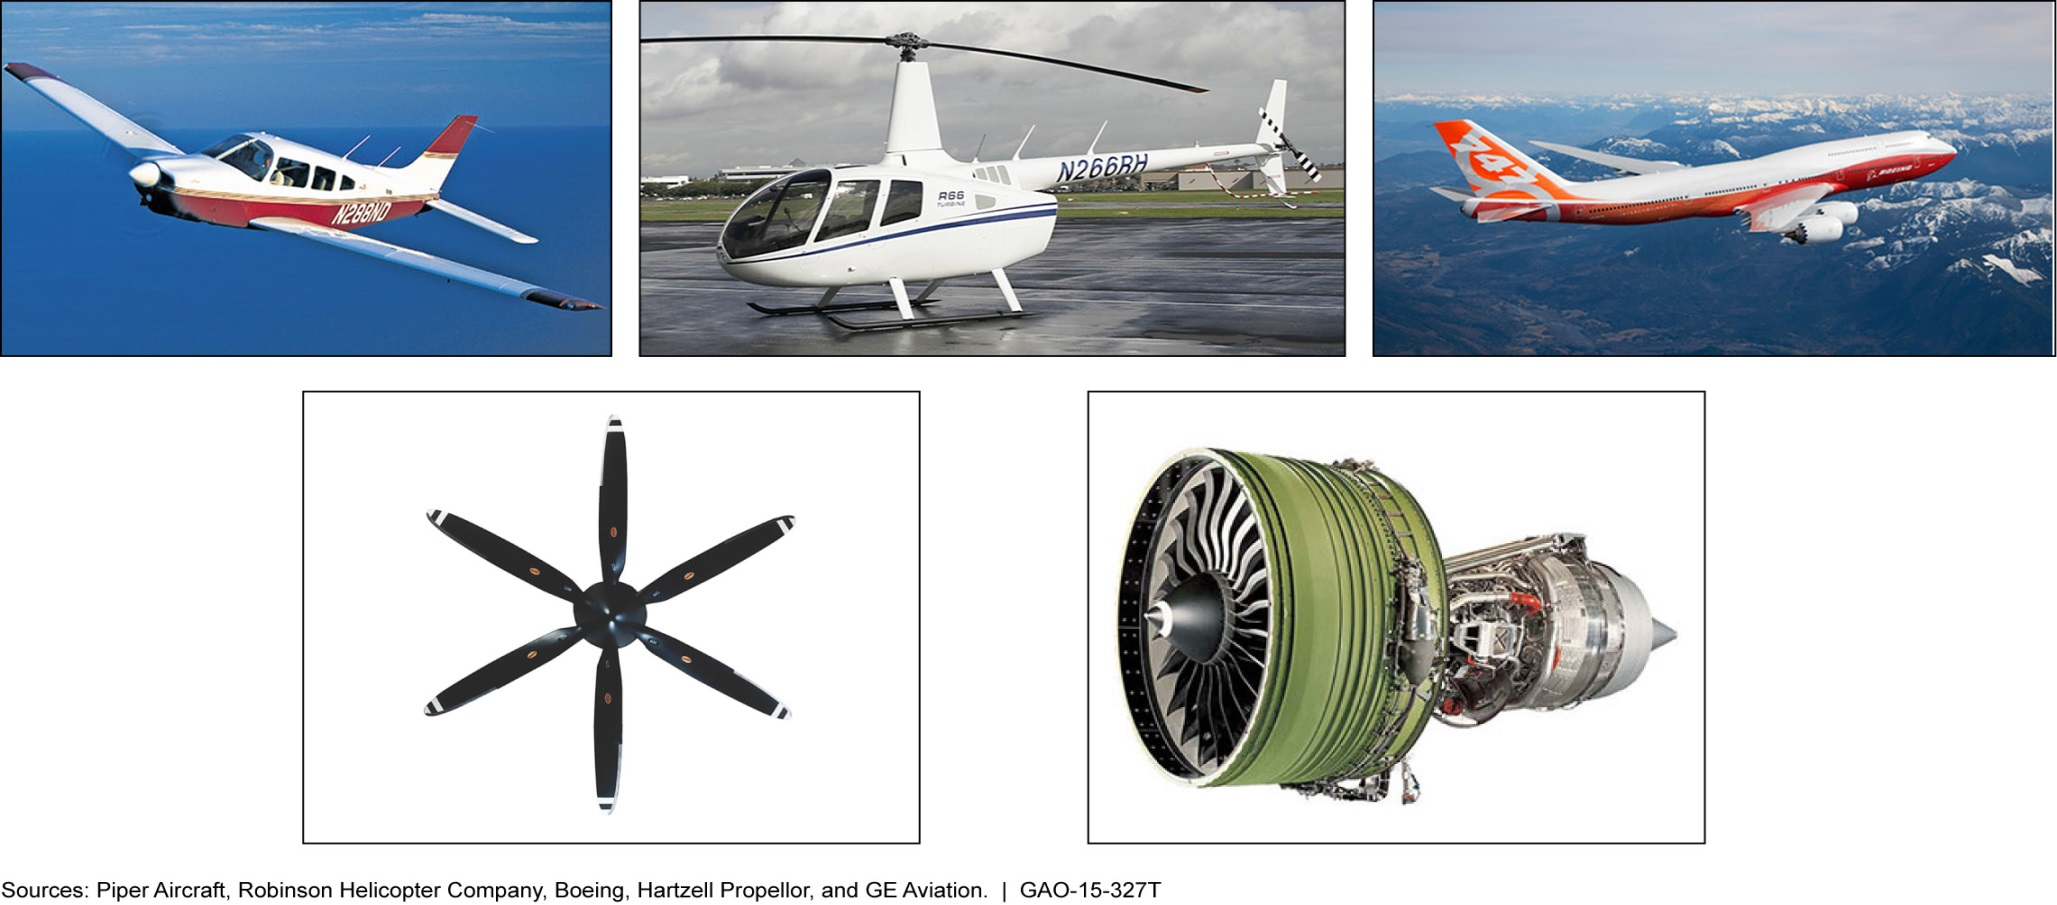 N288ND
N266RH
R66
TURBINE
747
BOEING
Sources: Piper Aircraft, Robinson Helicopter Company, Boeing, Hartzell Propellor, and GE Aviation. | GAO-15-327T